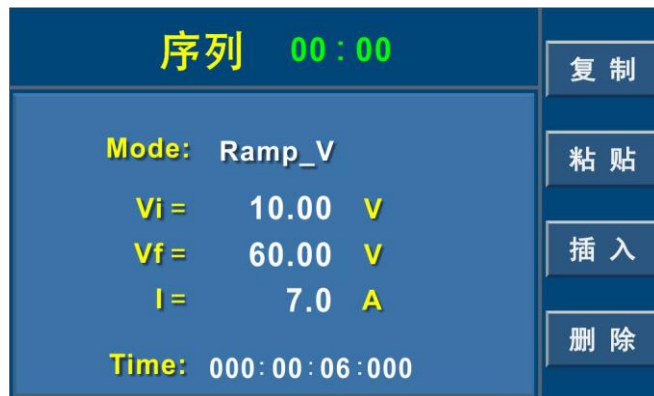 序列 00:00
Mode: Ramp_V
Vi = 10.00 V
Vf = 60.00 V
I = 7.0 A
Time: 000:00:06:000
复制
粘贴
插入
删除